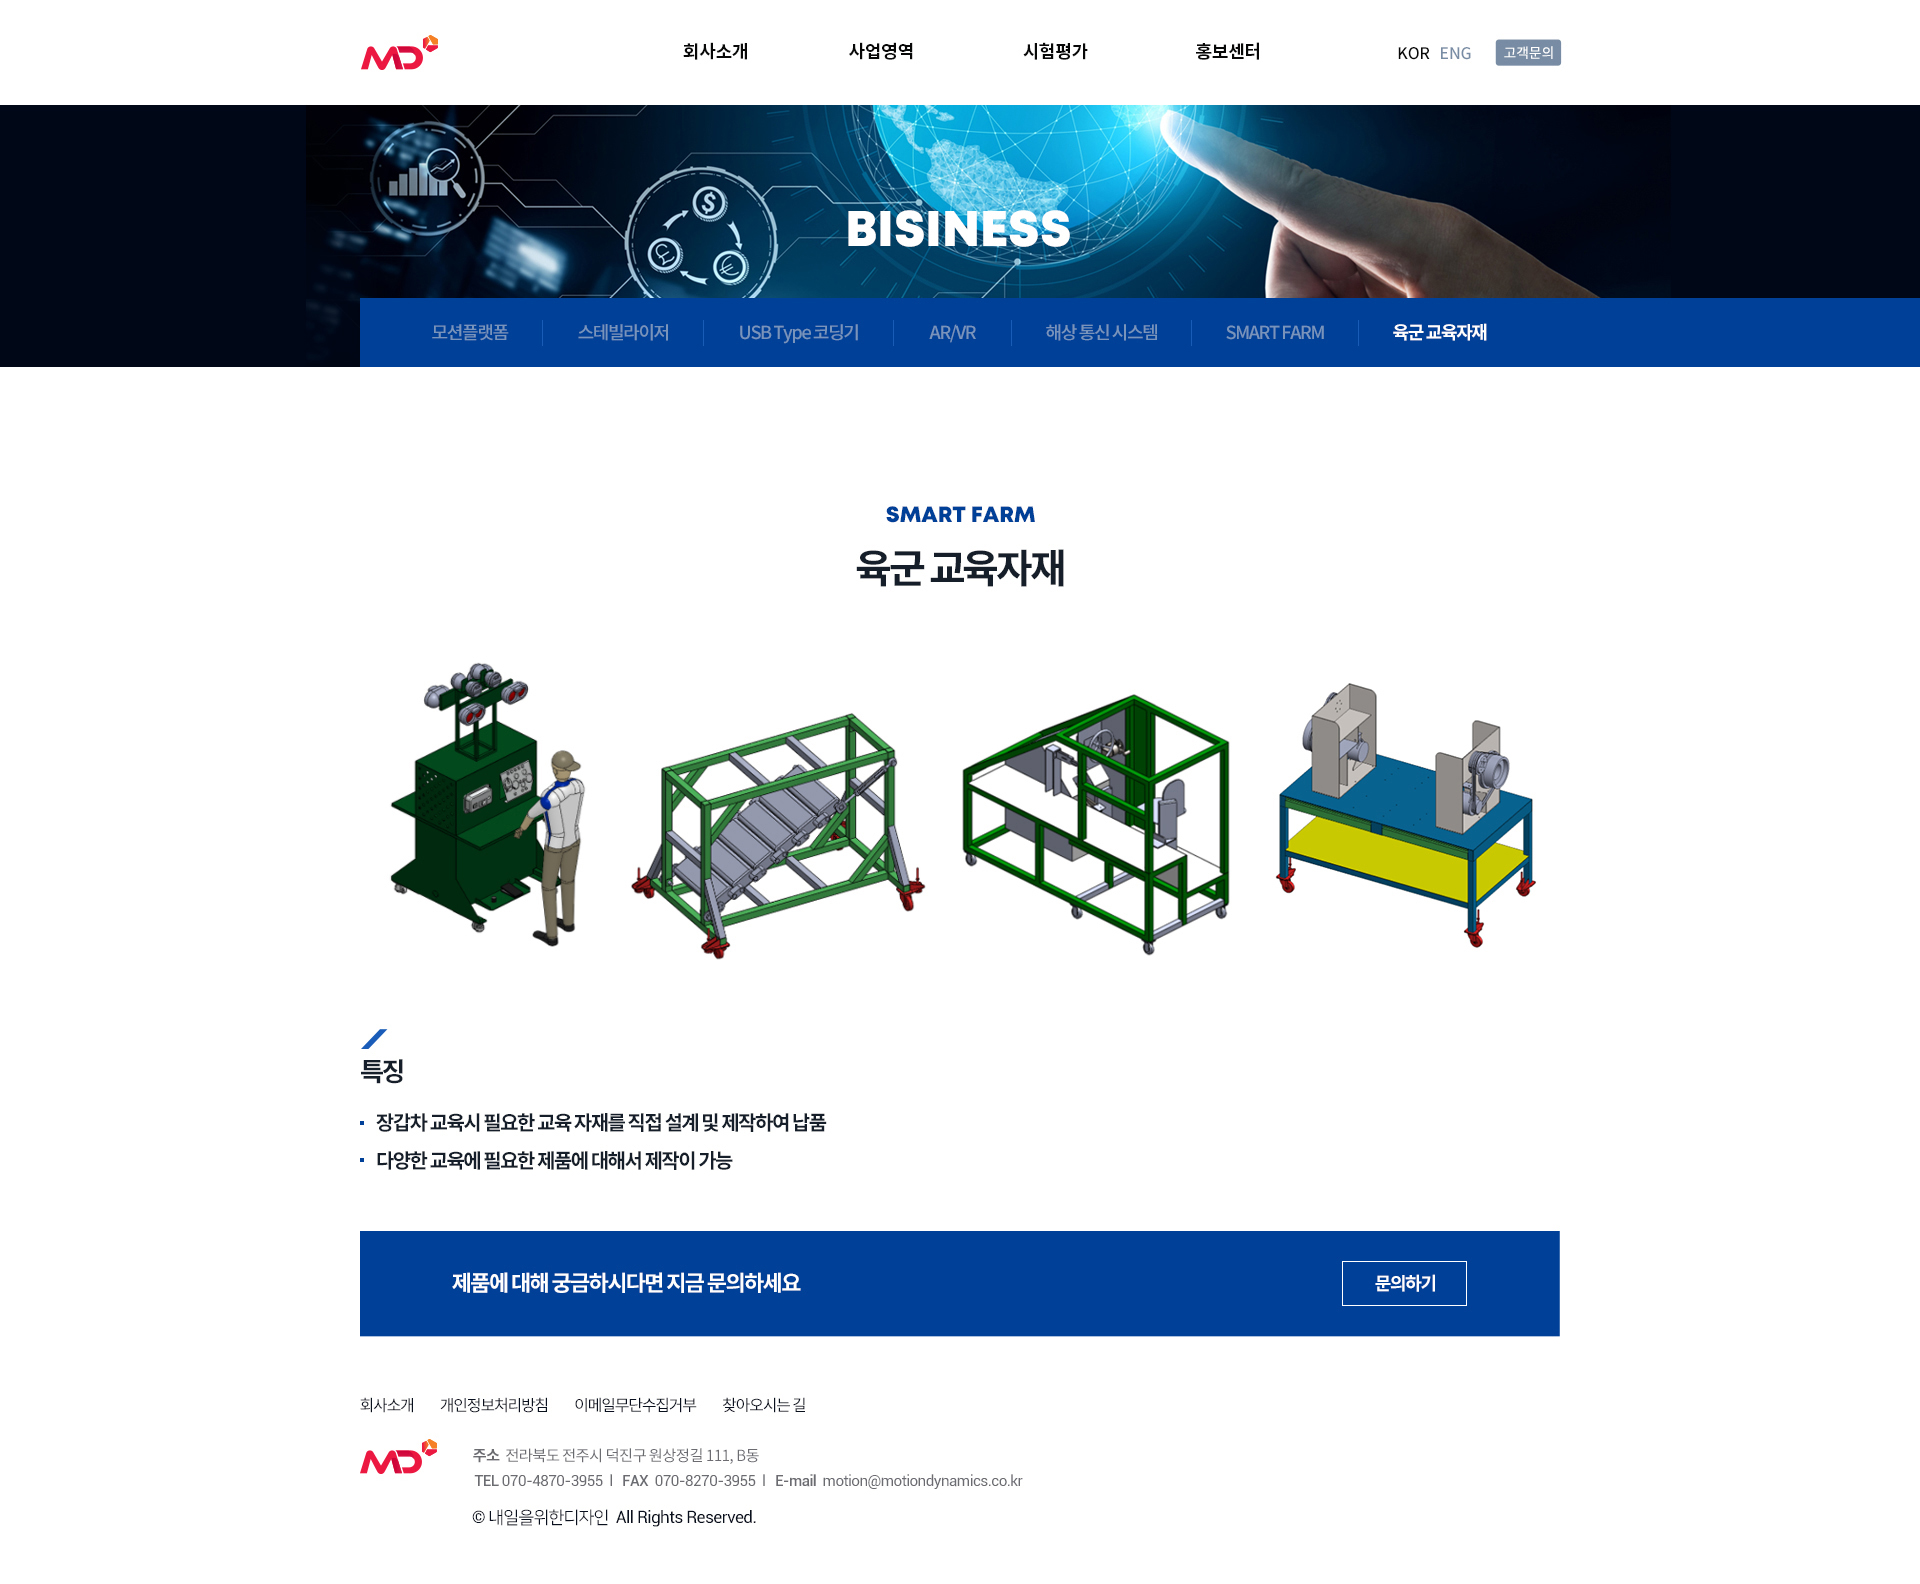 MD
회사소개 사업영역 시험평가 홍보센터 KOR ENG 고객문의
BISINESS
모션플랫폼 스테빌라이저 USB Type 코딩기 AR/VR 해상 통신 시스템 SMART FARM 육군 교육자재
SMART FARM
육군 교육자재
특징
장갑차 교육시 필요한 교육 자재를 직접 설계 및 제작하여 납품
다양한 교육에 필요한 제품에 대해서 제작이 가능
제품에 대해 궁금하시다면 지금 문의하세요 문의하기
회사소개 개인정보처리방침 이메일무단수집거부 찾아오시는 길
MD
주소 전라북도 전주시 덕진구 원상정길 111, B동
TEL 070-4870-3955 | FAX 070-8270-3955 | E-mail motion@motiondynamics.co.kr
© 내일을위한디자인 All Rights Reserved.